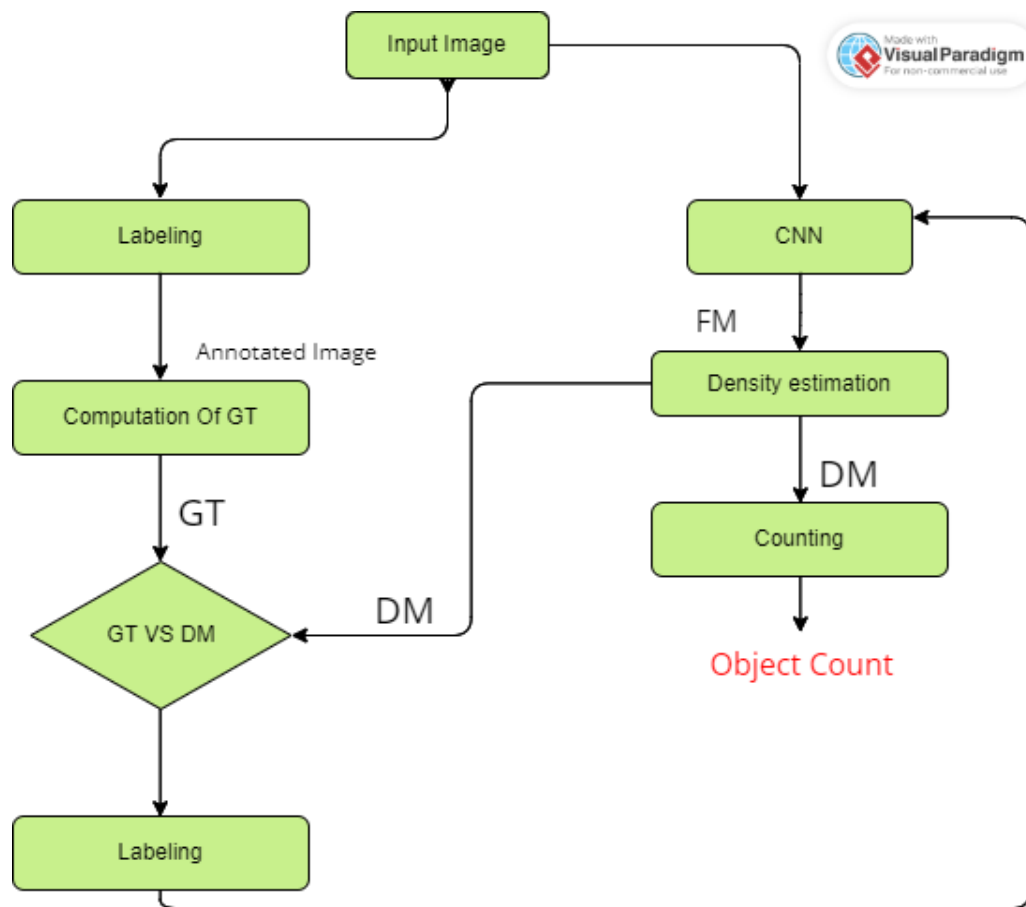 Input Image
Made with
Visual Paradigm
For non-commercial use
Labeling
CNN
FM
Annotated Image
Density estimation
Computation Of GT
DM
GT
Counting
DM
GT VS DM
Object Count
Labeling